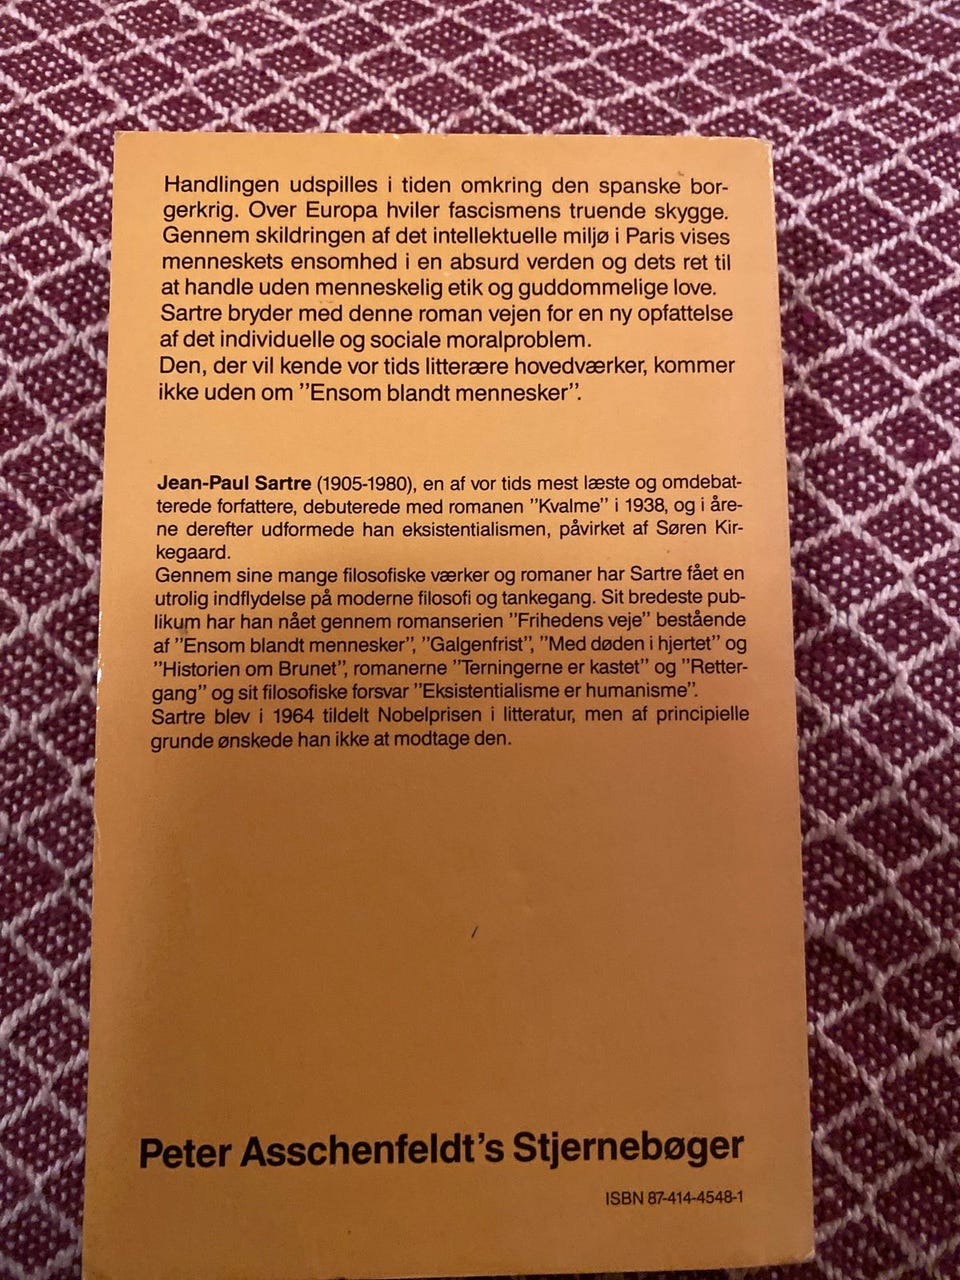 Handlingen udspilles i tiden omkring den spanske bor-
gerkrig. Over Europa hviler fascismens truende skygge.
Gennem skildringen af det intellektuelle miljø i Paris vises
menneskets ensomhed i en absurd verden og dets ret til
at handle uden menneskelig etik og guddommelige love.
Sartre bryder med denne roman vejen for en ny opfattelse
af det individuelle og sociale moralproblem.
Den, der vil kende vor tids litterære hovedværker, kommer
ikke uden om ”Ensom blandt mennesker”.
Jean-Paul Sartre (1905-1980), en af vor tids mest læste og omdebat-
terede forfattere, debuterede med romanen ”Kvalme” i 1938, og i åre-
ne derefter udformede han eksistentialismen, påvirket af Søren Kir-
kegaard.
Gennem sine mange filosofiske værker og romaner har Sartre fået en
utrolig indflydelse på moderne filosofi og tankegang. Sit bredeste pub-
likum har han nået gennem romanserien ”Frihedens veje” bestående
af ”Ensom blandt mennesker”, ”Galgenfrist”, ”Med døden i hjertet” og
”Historien om Brunet”, romanerne ”Terningerne er kastet” og ”Retter-
gang” og sit filosofiske forsvar ”Eksistentialisme er humanisme”.
Sartre blev i 1964 tildelt Nobelprisen i litteratur, men af principielle
grunde ønskede han ikke at modtage den.
Peter Asschenfeldt’s Stjernebøger
ISBN 87-414-4548-1